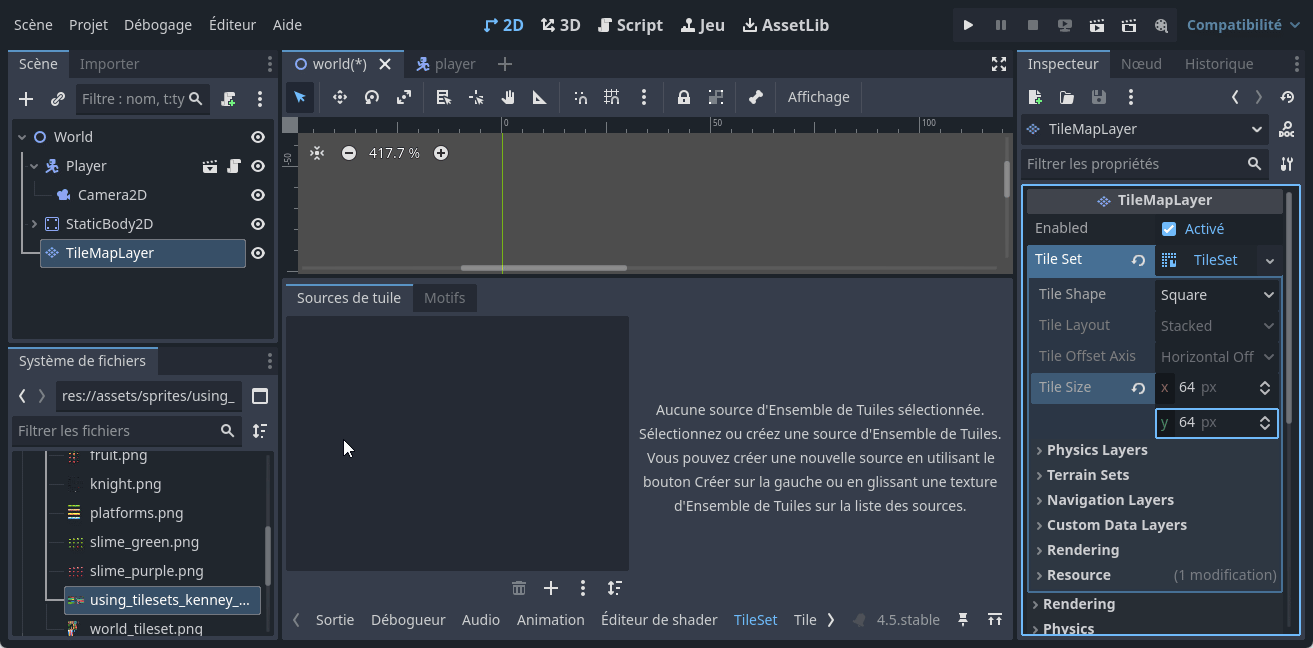 Scène Projet Débogage Éditeur Aide
2D 3D Script Jeu AssetLib
Compatibilité
Scène Importer
Filtre : nom, t:ty
World
Player
Camera2D
StaticBody2D
TileMapLayer
Système de fichiers
res://assets/sprites/using_
Filtrer les fichiers
fruit.png
knight.png
platforms.png
slime_green.png
slime_purple.png
using_tilesets_kenney_...
world_tileset.png
world(*) player
Affichage
0 50 100
-50
417.7 %
Sources de tuile Motifs
Aucune source d'Ensemble de Tuiles sélectionnée.
Sélectionnez ou créez une source d'Ensemble de Tuiles.
Vous pouvez créer une nouvelle source en utilisant le
bouton Créer sur la gauche ou en glissant une texture
d'Ensemble de Tuiles sur la liste des sources.
Sortie Débogueur Audio Animation Éditeur de shader TileSet Tile 4.5.stable
Inspecteur Nœud Historique
TileMapLayer
Filtrer les propriétés
TileMapLayer
Enabled Activé
Tile Set TileSet
Tile Shape Square
Tile Layout Stacked
Tile Offset Axis Horizontal Off
Tile Size x 64 px
y 64 px
Physics Layers
Terrain Sets
Navigation Layers
Custom Data Layers
Rendering
Resource (1 modification)
Rendering
Physics